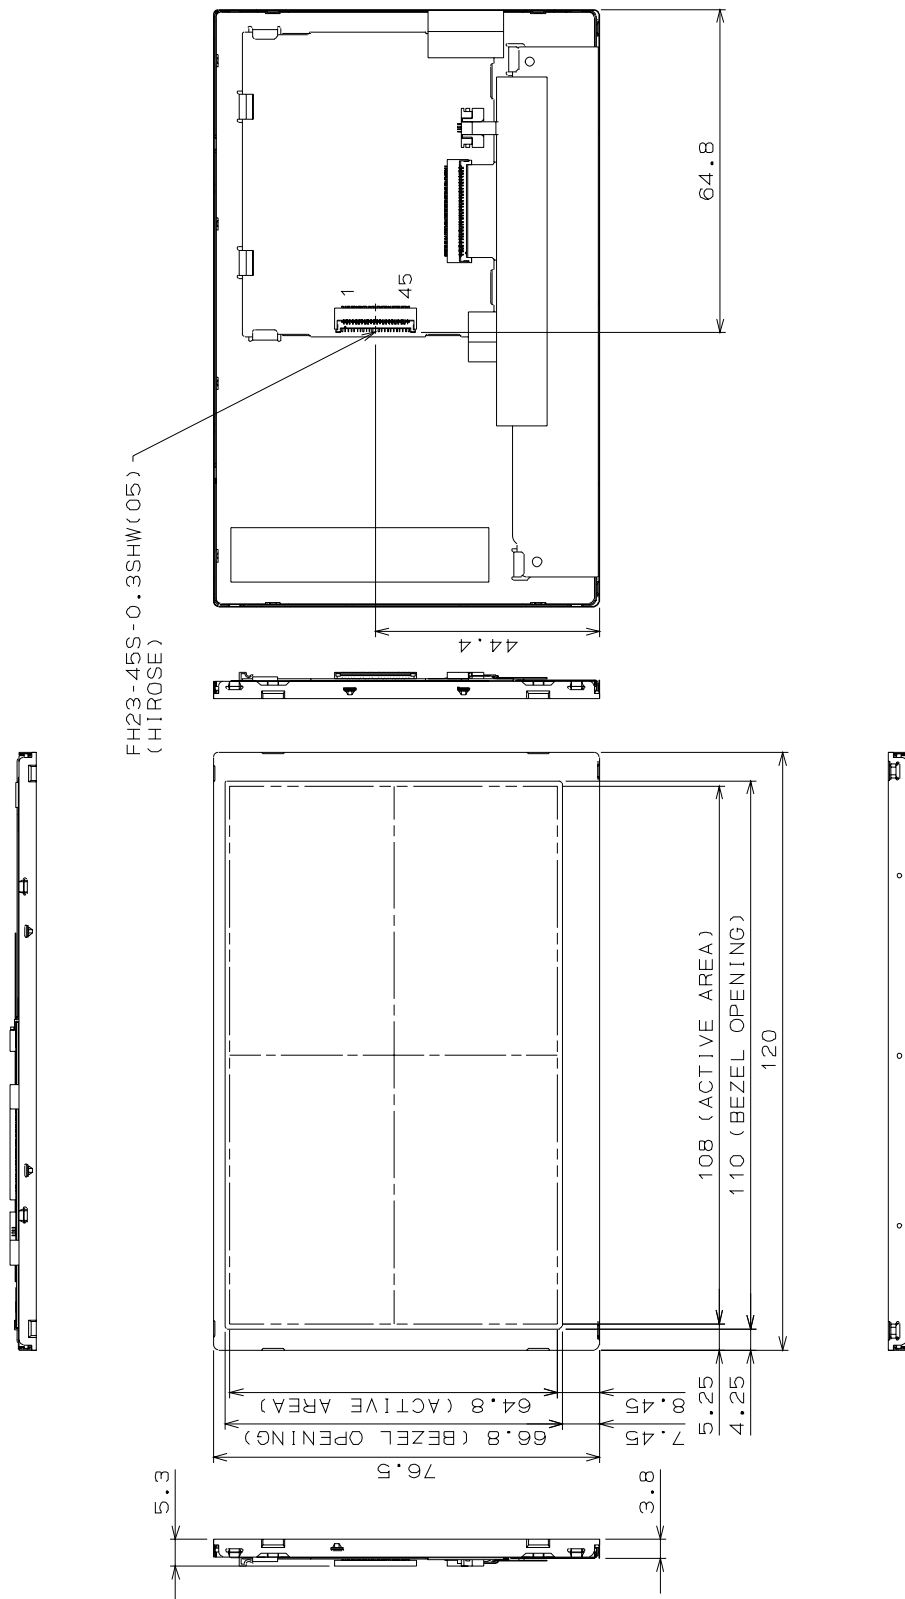 64.8
1
45
FH23-45S-0.3SHW(05)
(HIROSE)
44.4
108 (ACTIVE AREA)
110 (BEZEL OPENING)
120
64.8 (ACTIVE AREA)
8.45
5.25
66.8 (BEZEL OPENING)
7.45
4.25
76.5
5.3
3.8